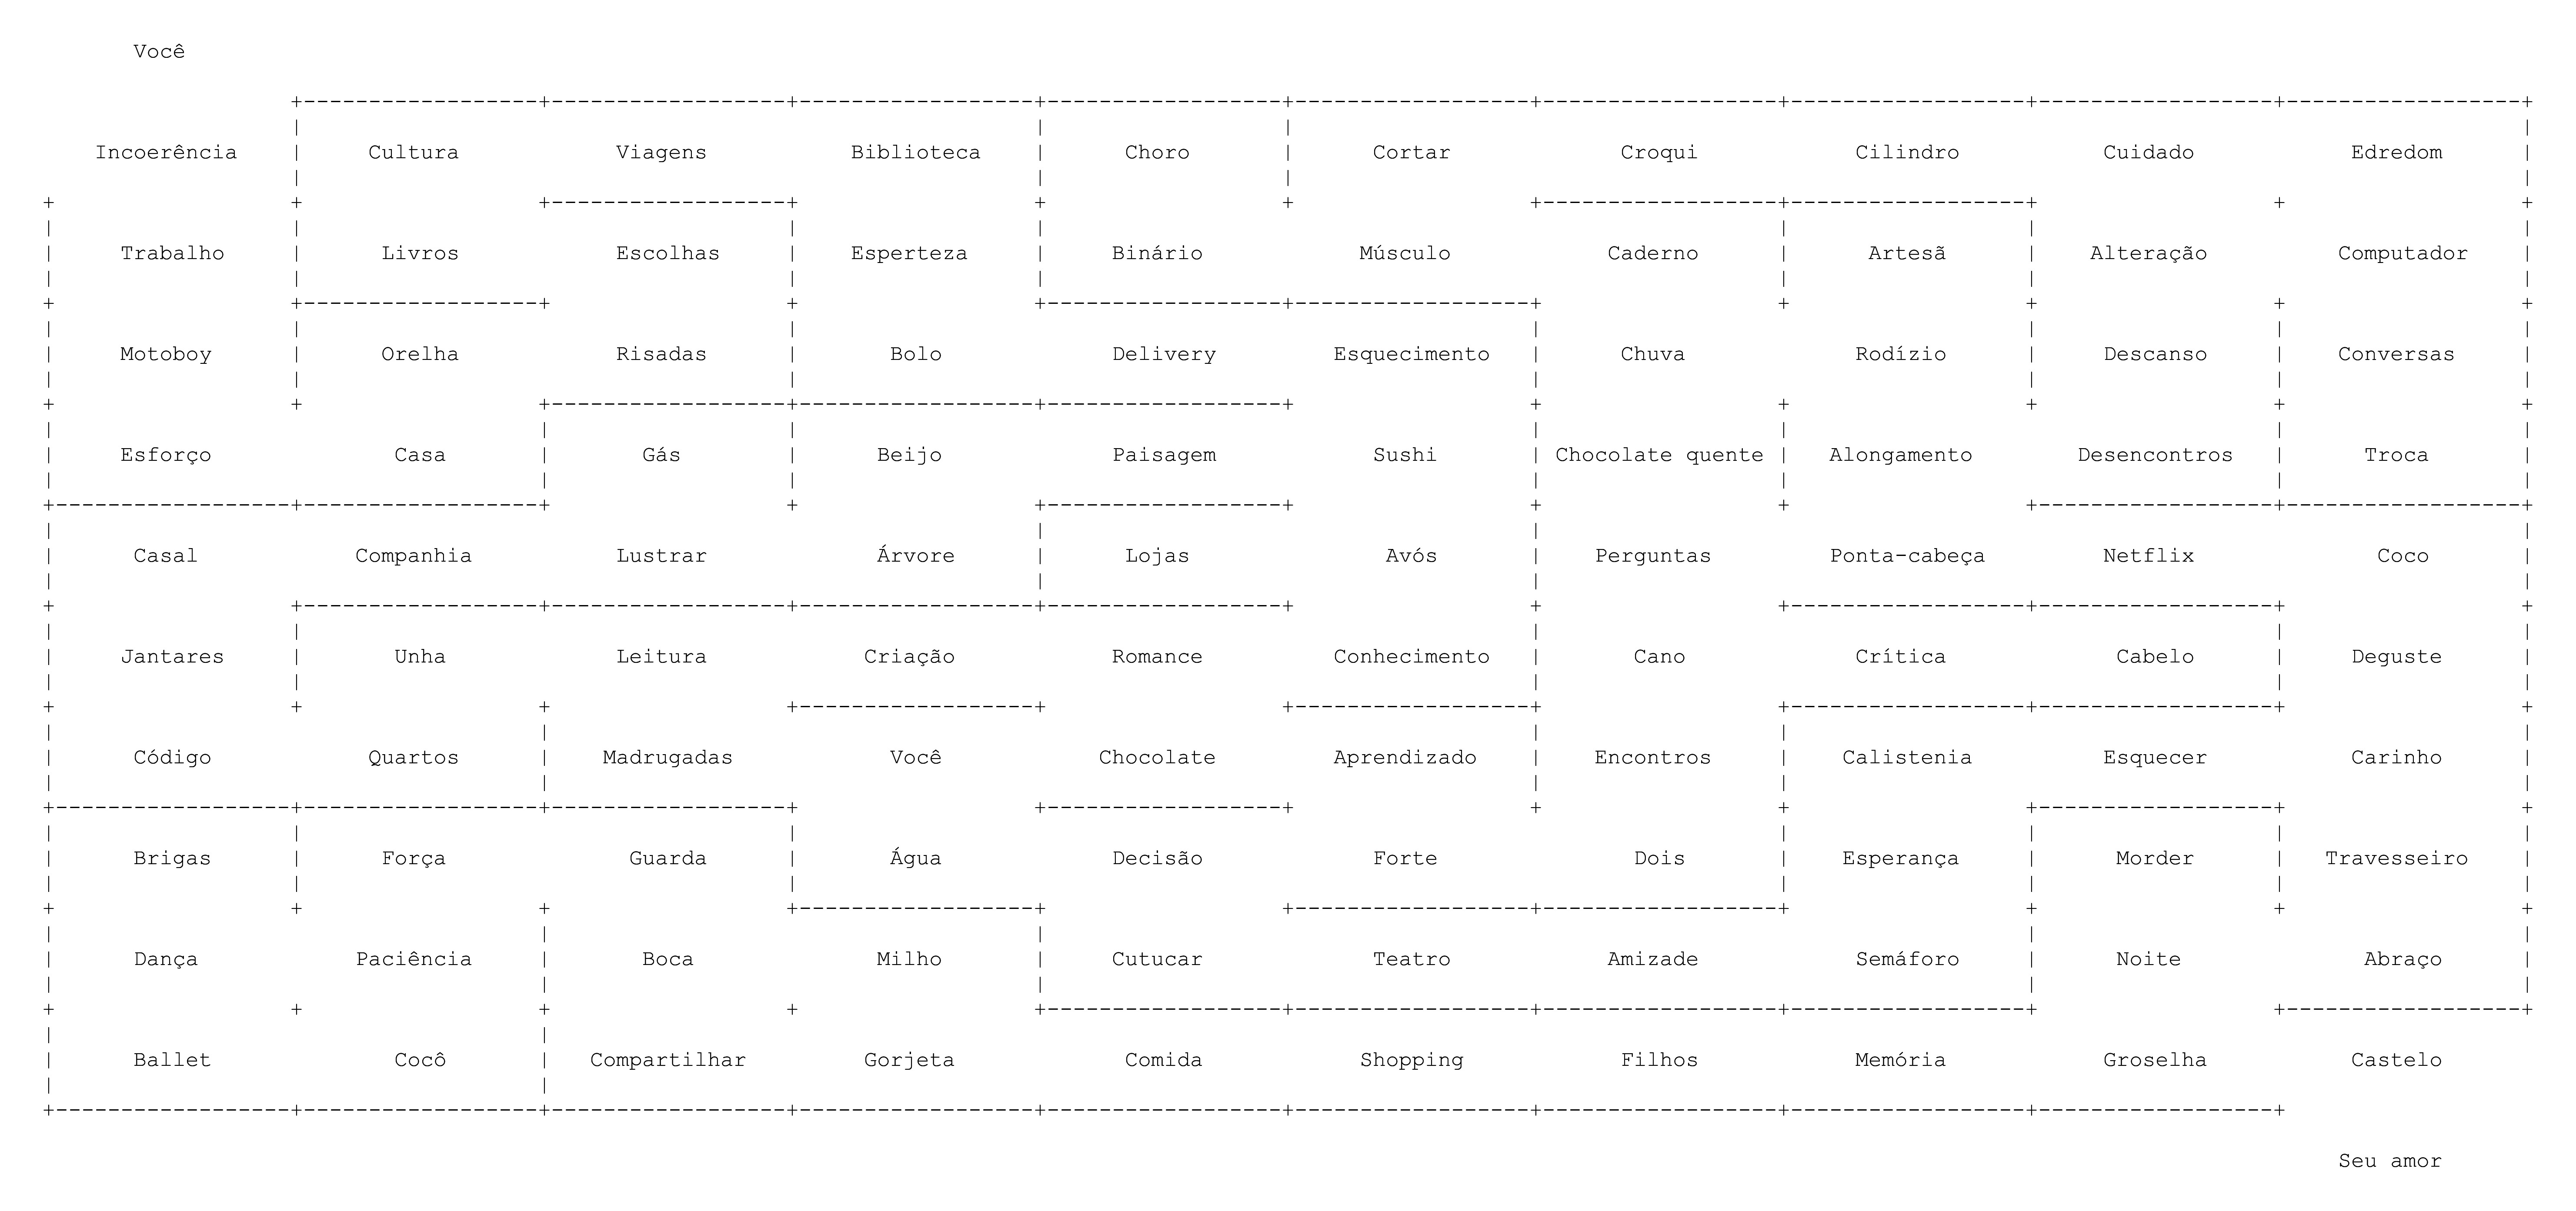 Você
Incoerência Cultura Viagens Biblioteca Choro Cortar Croqui Cilindro Cuidado Edredom
Trabalho Livros Escolhas Esperteza Binário Músculo Caderno Artesã Alteração Computador
Motoboy Orelha Risadas Bolo Delivery Esquecimento Chuva Rodízio Descanso Conversas
Esforço Casa Gás Beijo Paisagem Sushi Chocolate quente Alongamento Desencontros Troca
Casal Companhia Lustrar Árvore Lojas Avós Perguntas Ponta-cabeça Netflix Coco
Jantares Unha Leitura Criação Romance Conhecimento Cano Crítica Cabelo Deguste
Código Quartos Madrugadas Você Chocolate Aprendizado Encontros Calistenia Esquecer Carinho
Brigas Força Guarda Água Decisão Forte Dois Esperança Morder Travesseiro
Dança Paciência Boca Milho Cutucar Teatro Amizade Semáforo Noite Abraço
Ballet Cocô Compartilhar Gorjeta Comida Shopping Filhos Memória Groselha Castelo
Seu amor